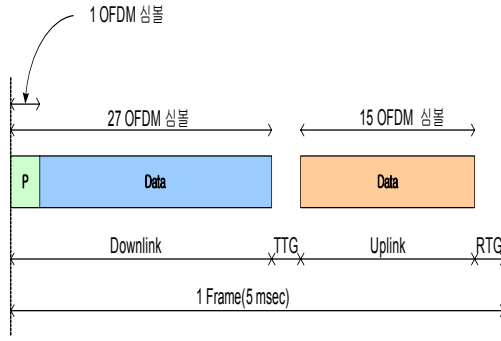 1 OFDM 심볼
27 OFDM 심볼
15 OFDM 심볼
P
Data
Data
Downlink
TTG
Uplink
RTG
1 Frame(5 msec)